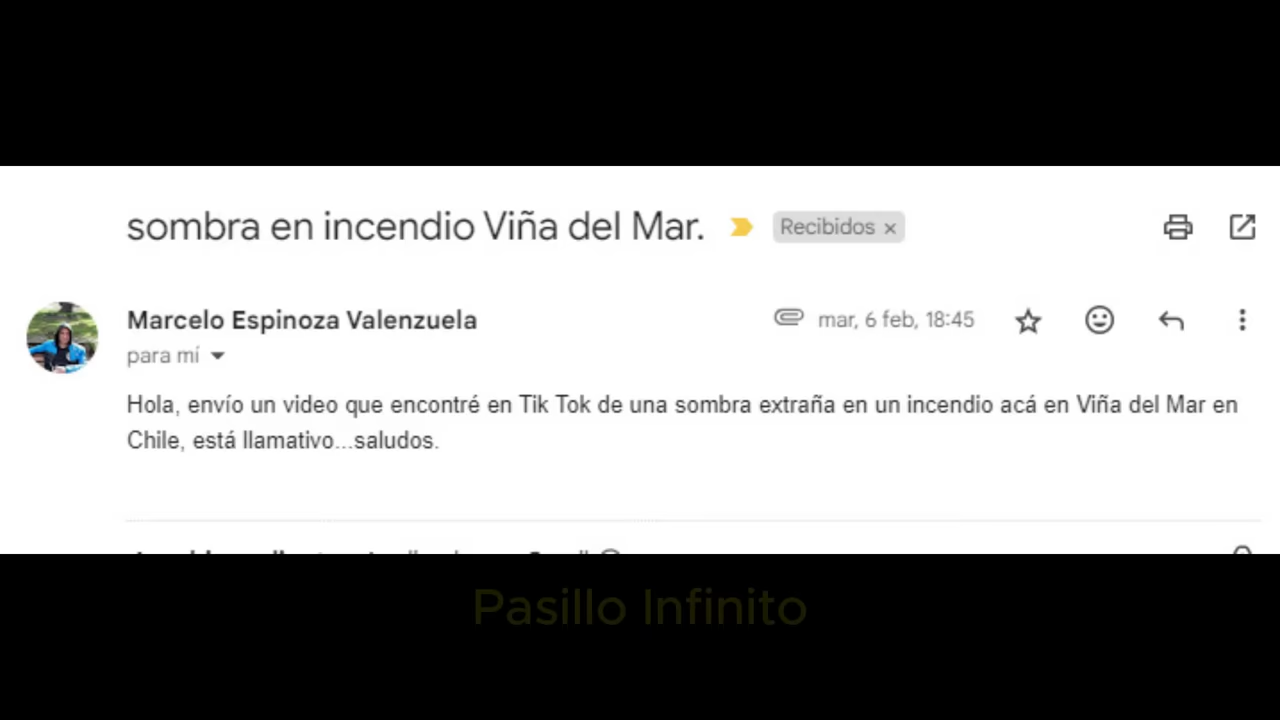 sombra en incendio Viña del Mar. Recibidos ×
Marcelo Espinoza Valenzuela mar, 6 feb, 18:45
para mí
Hola, envío un video que encontré en Tik Tok de una sombra extraña en un incendio acá en Viña del Mar en
Chile, está llamativo...saludos.
Pasillo Infinito